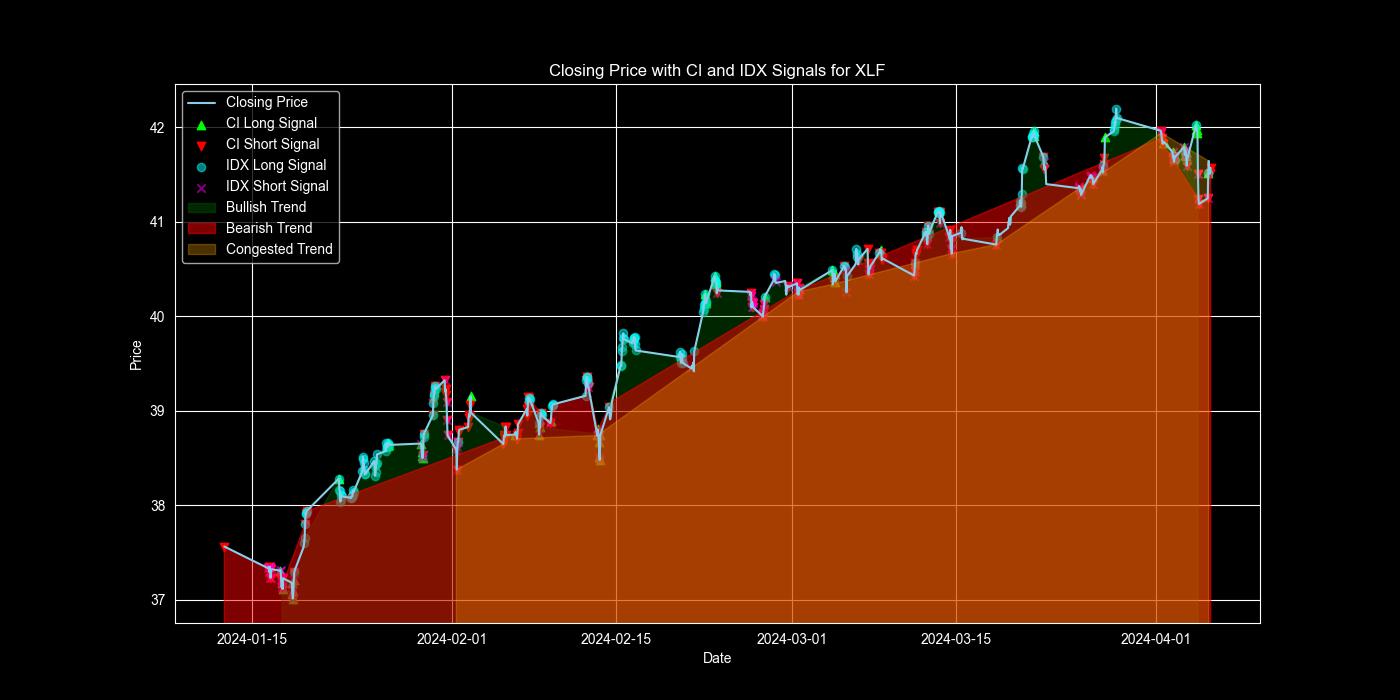 Closing Price with CI and IDX Signals for XLF
Closing Price
CI Long Signal
CI Short Signal
IDX Long Signal
IDX Short Signal
Bullish Trend
Bearish Trend
Congested Trend
42
41
40
39
38
37
Price
2024-01-15
2024-02-01
2024-02-15
2024-03-01
2024-03-15
2024-04-01
Date